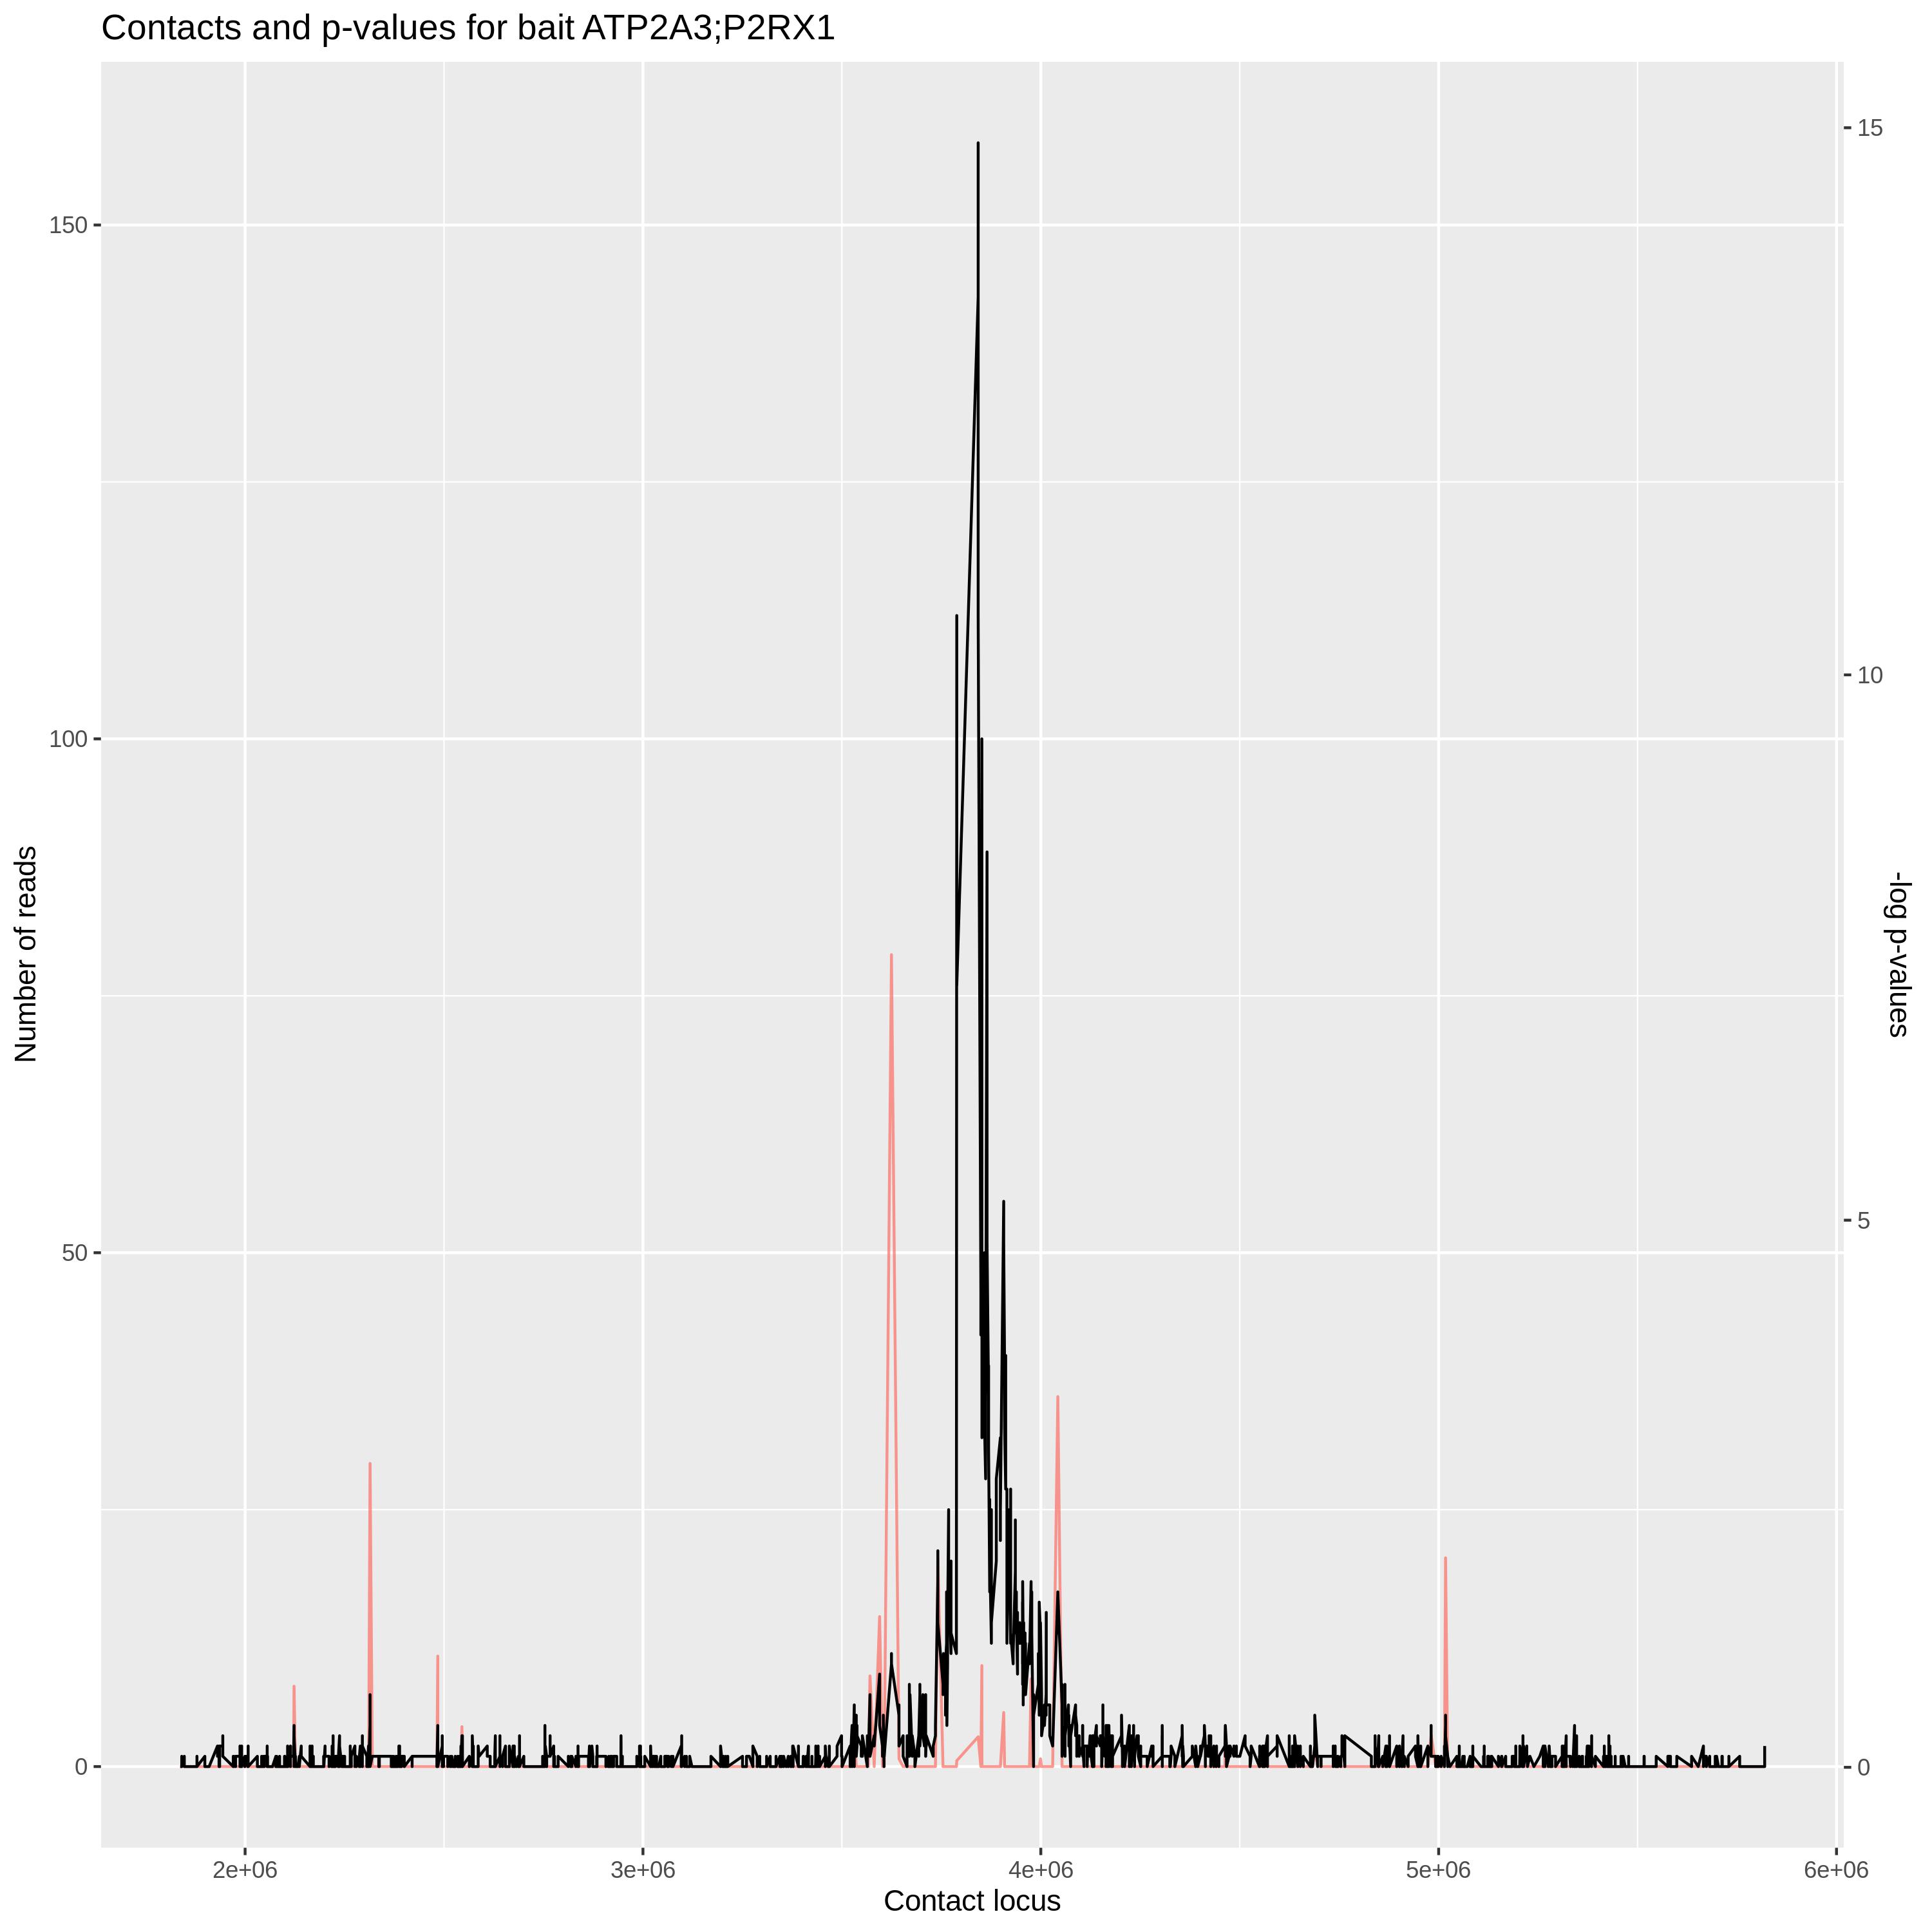 Contacts and p-values for bait ATP2A3;P2RX1
150
100
50
0
Number of reads
15
10
5
0
-log p-values
2e+06
3e+06
4e+06
5e+06
6e+06
Contact locus